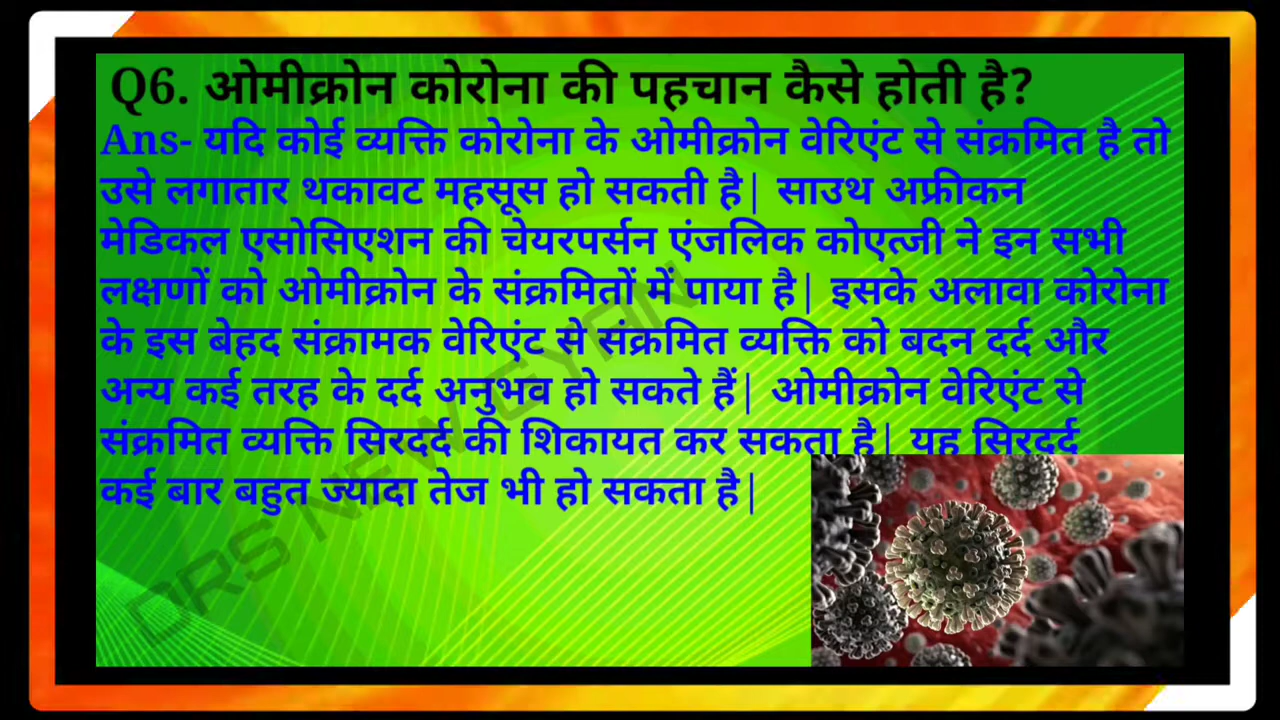 Q6. ओमीक्रोन कोरोना की पहचान कैसे होती है?
Ans- यदि कोई व्यक्ति कोरोना के ओमीक्रोन वेरिएंट से संक्रमित है तो
उसे लगातार थकावट महसूस हो सकती है| साउथ अफ्रीकन
मेडिकल एसोसिएशन की चेयरपर्सन एंजलिक कोएत्जी ने इन सभी
लक्षणों को ओमीक्रोन के संक्रमितों में पाया है| इसके अलावा कोरोना
के इस बेहद संक्रामक वेरिएंट से संक्रमित व्यक्ति को बदन दर्द और
अन्य कई तरह के दर्द अनुभव हो सकते हैं| ओमीक्रोन वेरिएंट से
संक्रमित व्यक्ति सिरदर्द की शिकायत कर सकता है| यह सिरदर्द
कई बार बहुत ज्यादा तेज भी हो सकता है|
DRS NEW GYAN